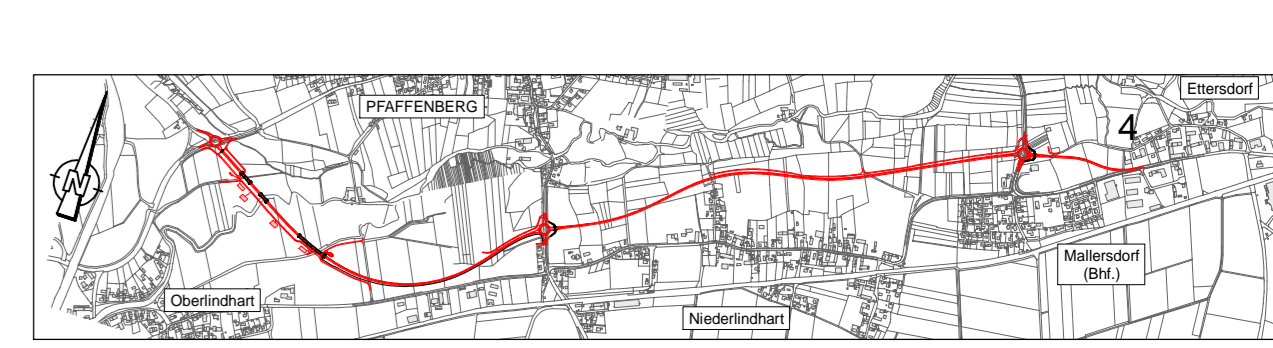 PFAFFENBERG
Ettersdorf
4
N
Oberlindhart
Mallersdorf
(Bhf.)
Niederlindhart